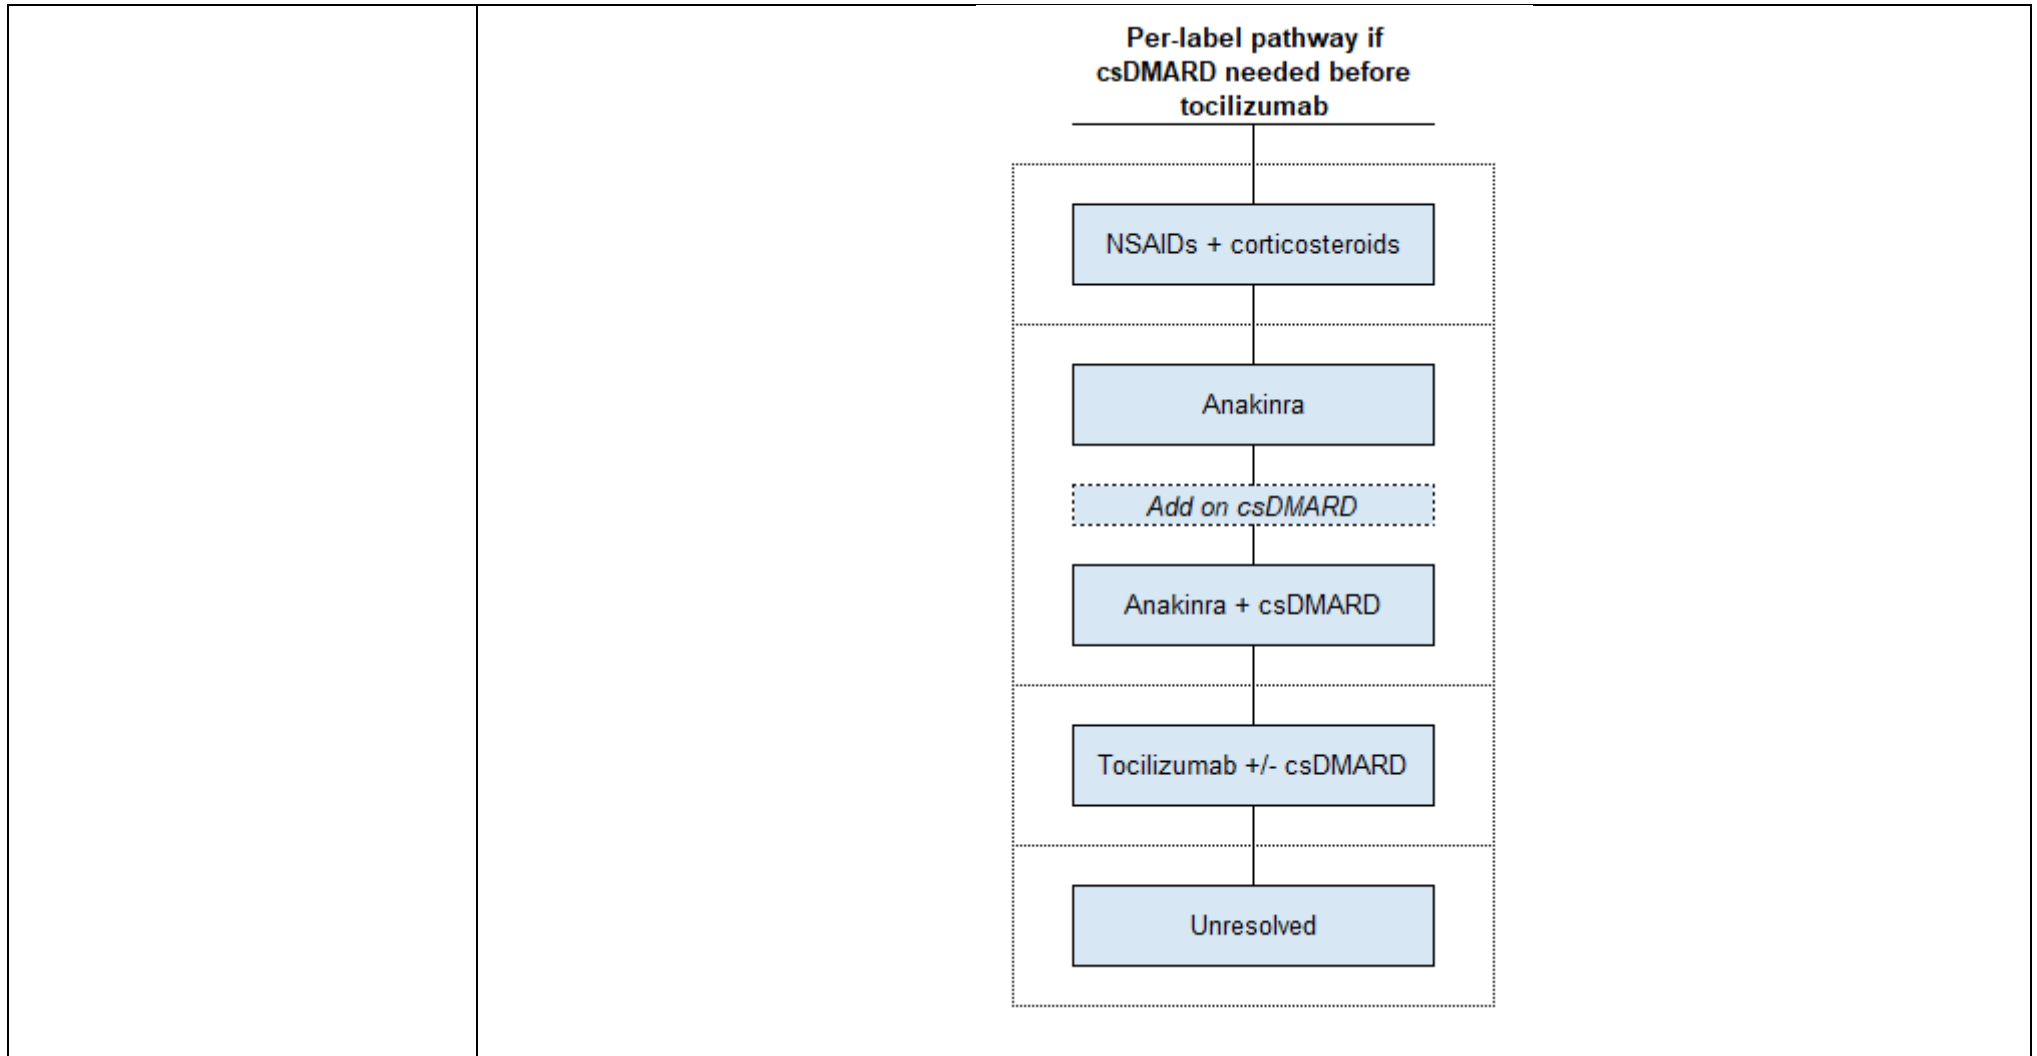 Per-label pathway if
csDMARD needed before
tocilizumab
NSAIDs + corticosteroids
Anakinra
Add on csDMARD
Anakinra + csDMARD
Tocilizumab +/- csDMARD
Unresolved